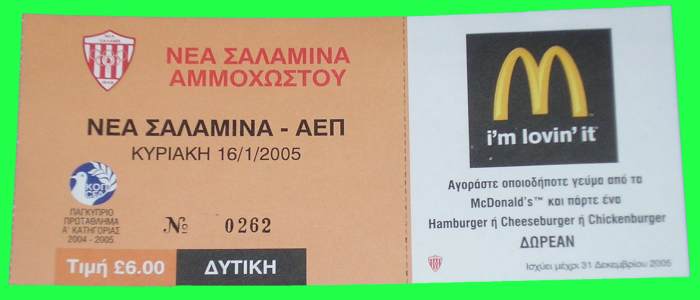 ΝΕΑ ΣΑΛΑΜΙΝΑ
ΑΜΜΟΧΩΣΤΟΥ
ΝΕΑ ΣΑΛΑΜΙΝΑ - ΑΕΠ
ΚΥΡΙΑΚΗ 16/1/2005
ΚΟΠ
ΠΑΓΚΥΠΡΙΟ
ΠΡΩΤΑΘΛΗΜΑ
Α' ΚΑΤΗΓΟΡΙΑΣ
2004 - 2005
№ 0262
Τιμή £6.00
ΔΥΤΙΚΗ
i'm lovin' it
Αγοράστε οποιοδήποτε γεύμα από τα
McDonald's™ και πάρτε ένα
Hamburger ή Cheeseburger ή Chickenburger
ΔΩΡΕΑΝ
Ισχύει μέχρι 31 Δεκεμβρίου 2005